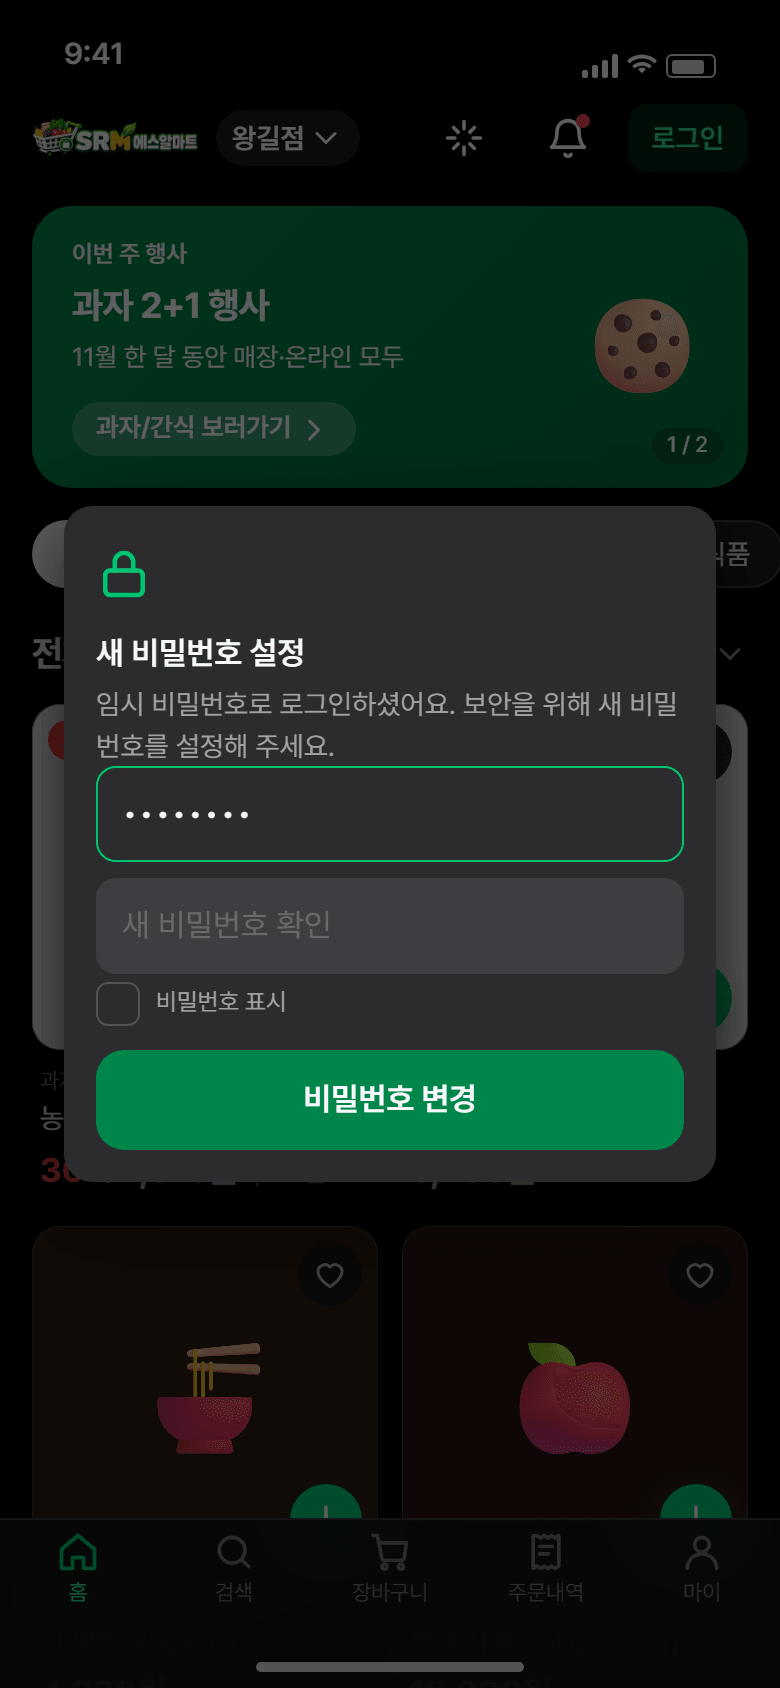 9:41
SRM 에스알마트
왕길점
로그인
이번 주 행사
과자 2+1 행사
11월 한 달 동안 매장·온라인 모두
과자/간식 보러가기
1 / 2
새 비밀번호 설정
임시 비밀번호로 로그인하셨어요. 보안을 위해 새 비밀
번호를 설정해 주세요.
새 비밀번호 확인
비밀번호 표시
비밀번호 변경
홈
검색
장바구니
주문내역
마이